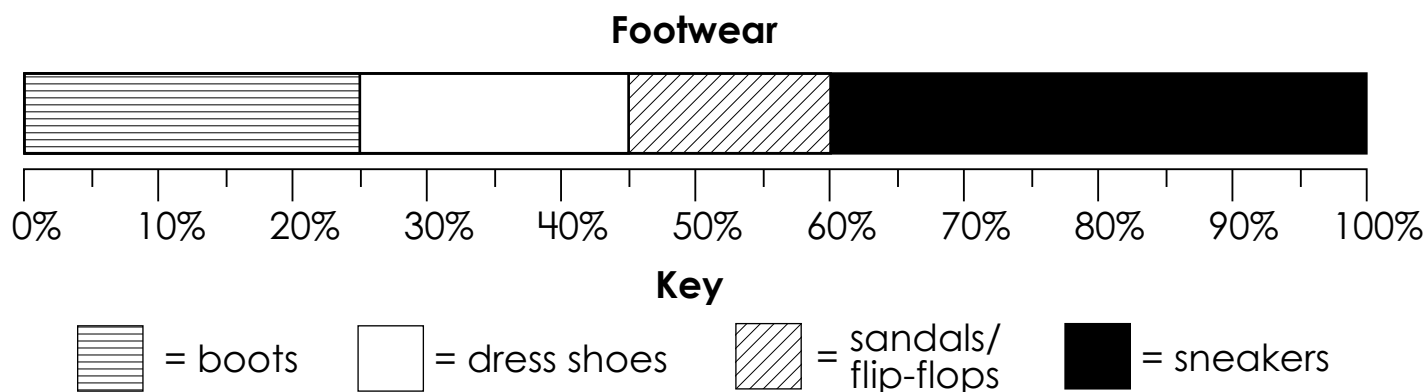 Footwear
0% 10% 20% 30% 40% 50% 60% 70% 80% 90% 100%
Key
= boots = dress shoes = sandals/ = sneakers
flip-flops